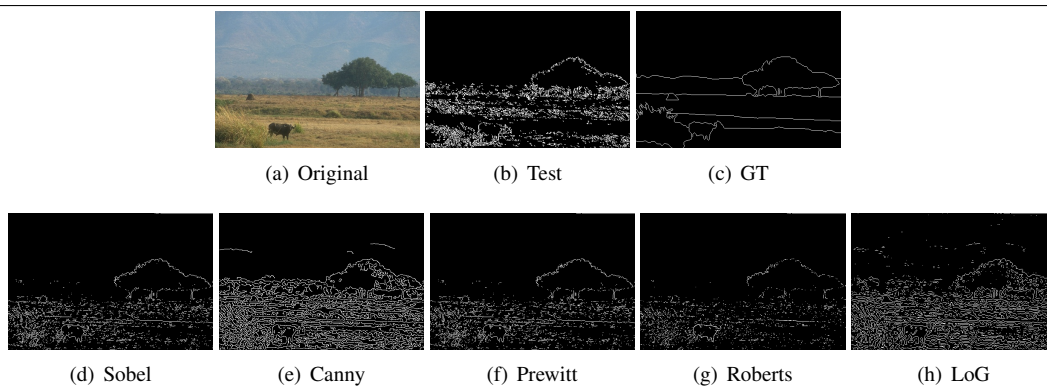 (a) Original (b) Test (c) GT
(d) Sobel (e) Canny (f) Prewitt (g) Roberts (h) LoG